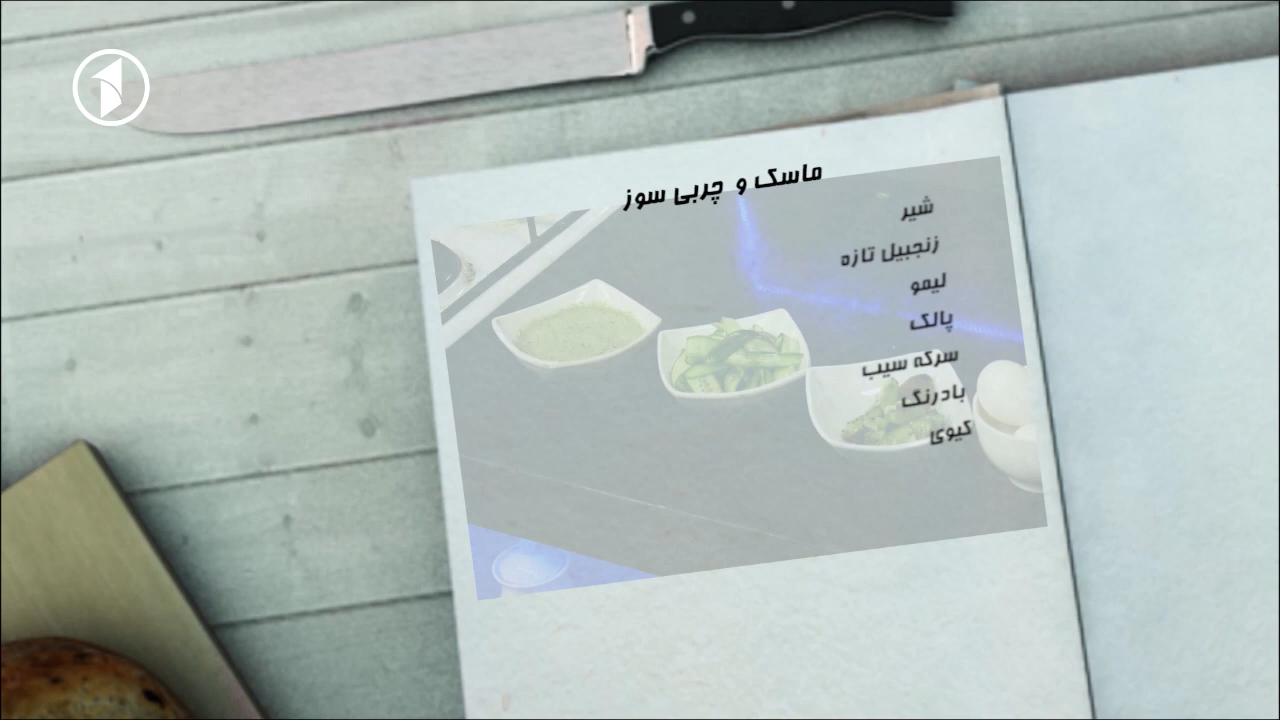 ماسک و چربی سوز
شیر
زنجبیل تازه
لیمو
پالک
سرکه سیب
بادرنگ
کیوی